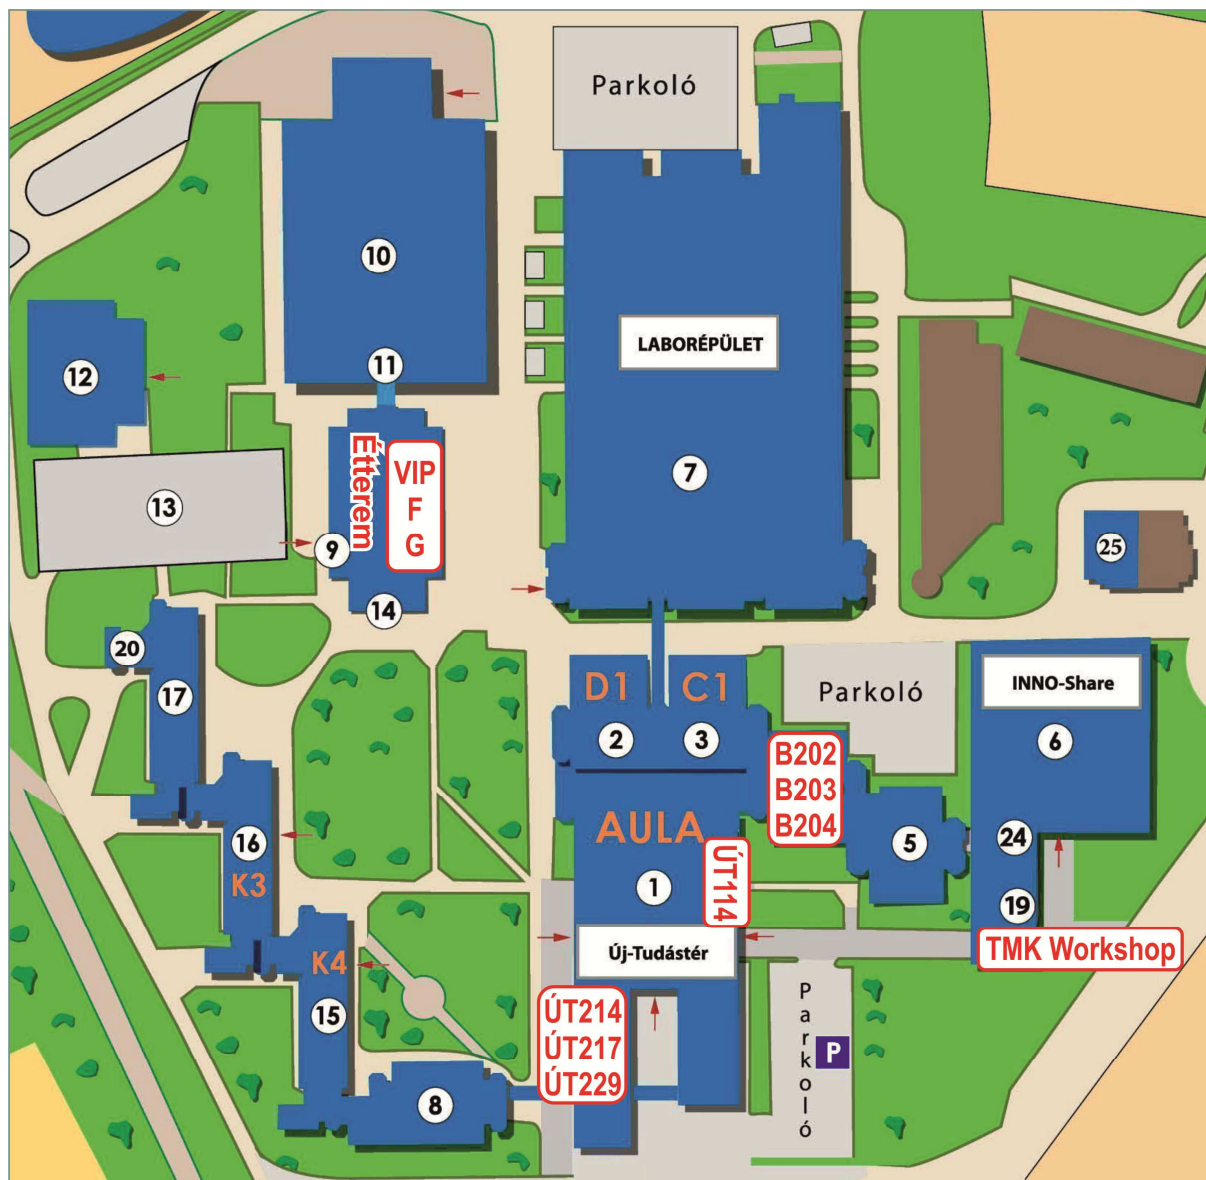 Parkoló
10
LABORÉPÜLET
11
12
Étterem
VIP
F
G
7
13
9
25
14
20
17
D1
C1
Parkoló
INNO-Share
2
3
6
B202
B203
B204
AULA
16
5
24
K3
1
ÚT114
19
Új-Tudástér
TMK Workshop
K4
15
ÚT214
ÚT217
ÚT229
Parkoló
P
8